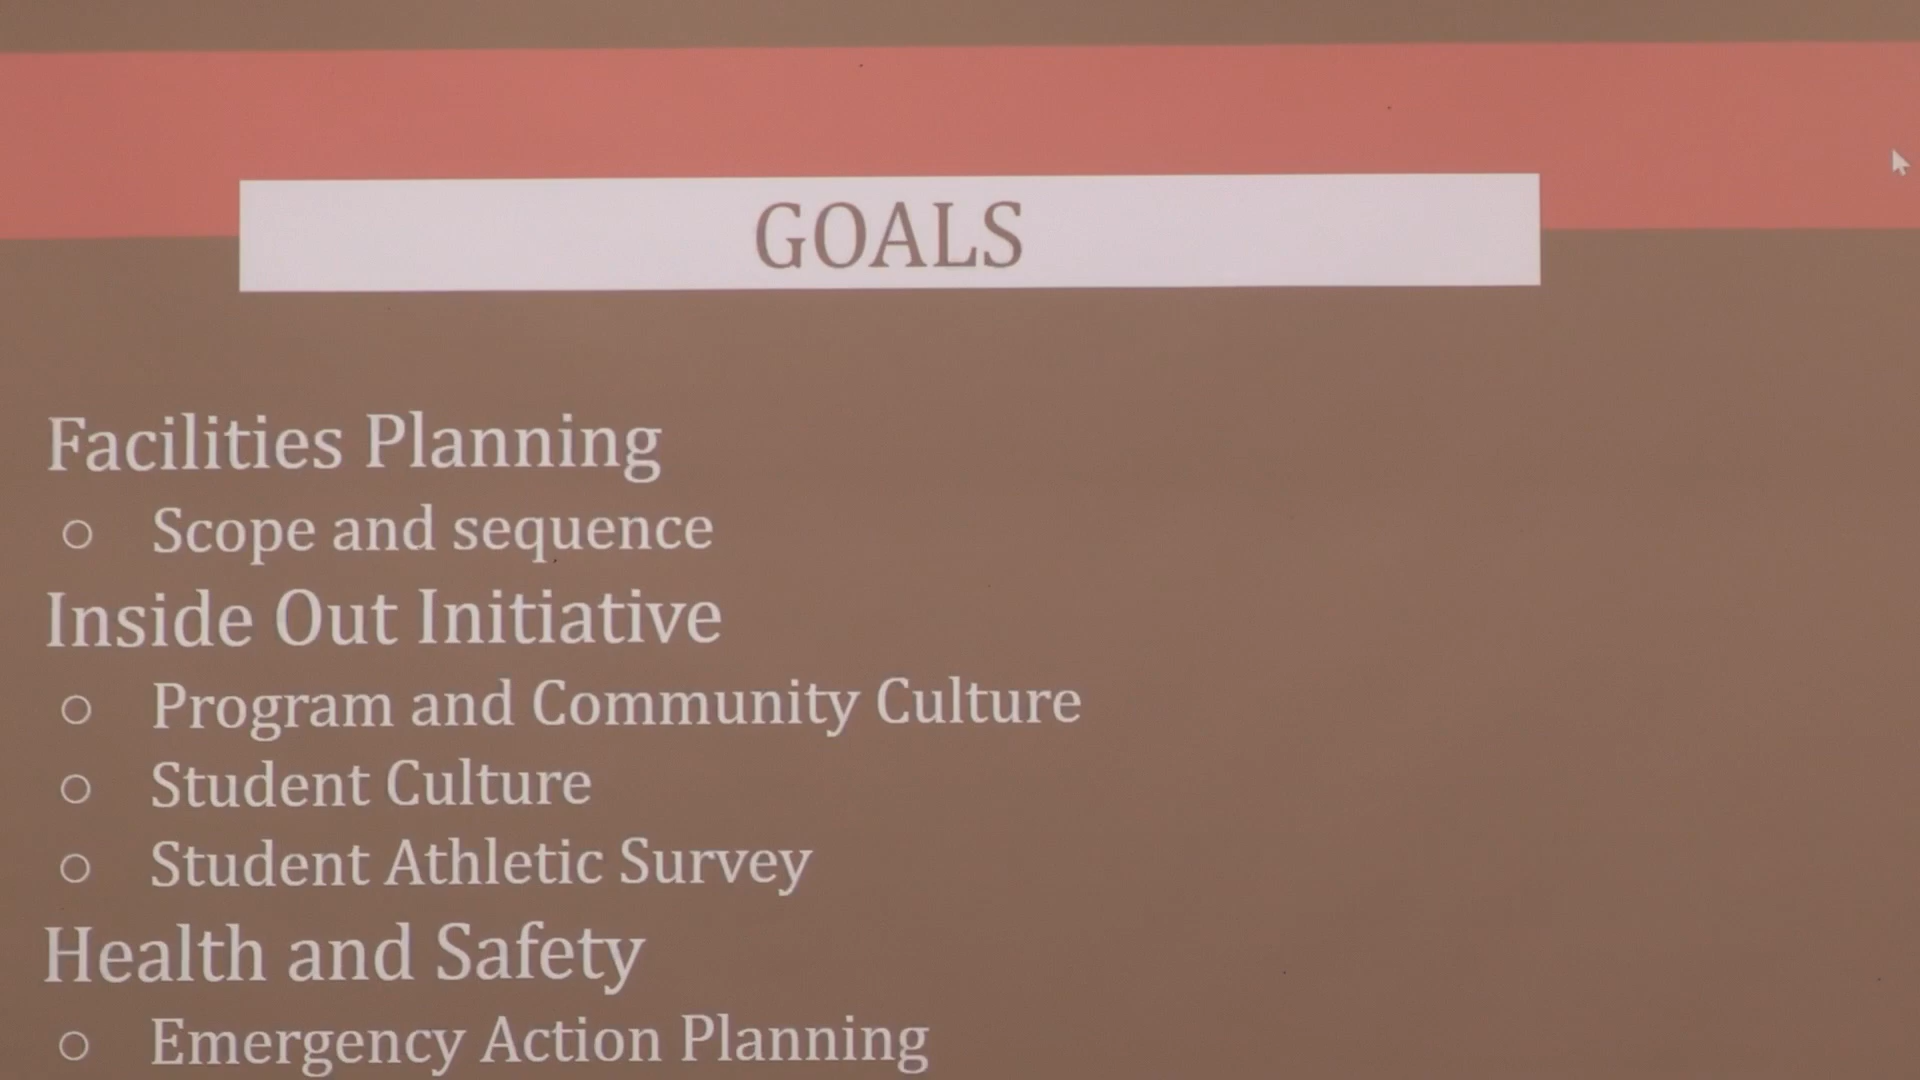 GOALS
Facilities Planning
○ Scope and sequence
Inside Out Initiative
○ Program and Community Culture
○ Student Culture
○ Student Athletic Survey
Health and Safety
○ Emergency Action Planning